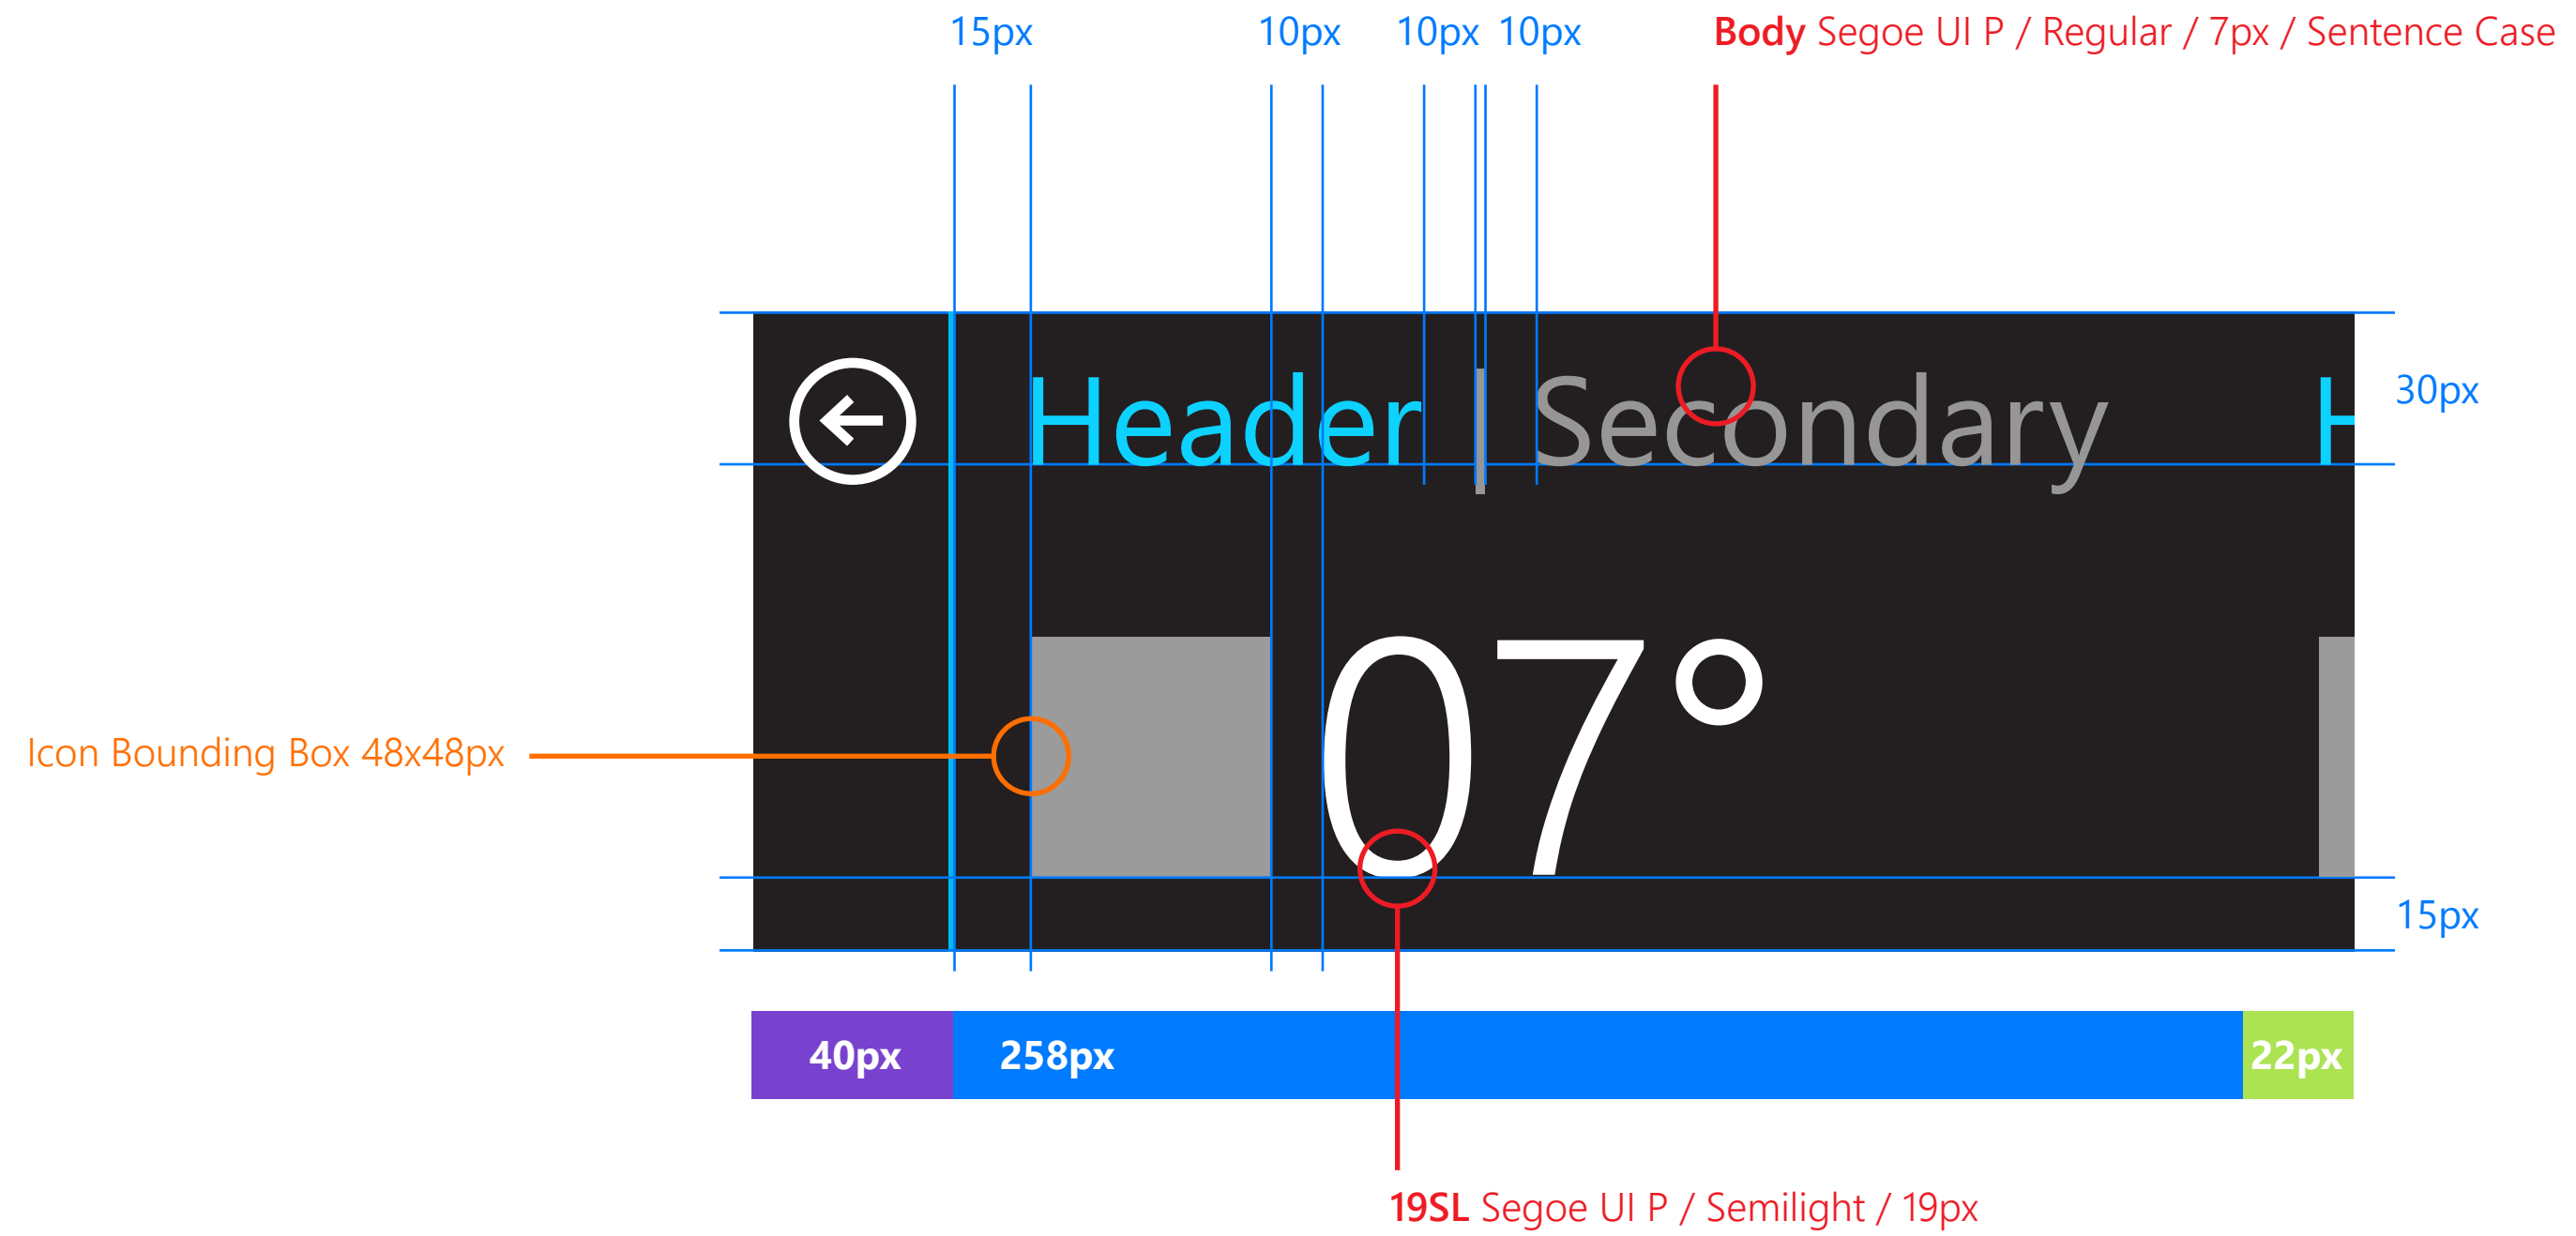 15px 10px 10px 10px Body Segoe UI P / Regular / 7px / Sentence Case
Header | Secondary H
30px
07°
Icon Bounding Box 48x48px
15px
40px 258px 22px
19SL Segoe UI P / Semilight / 19px